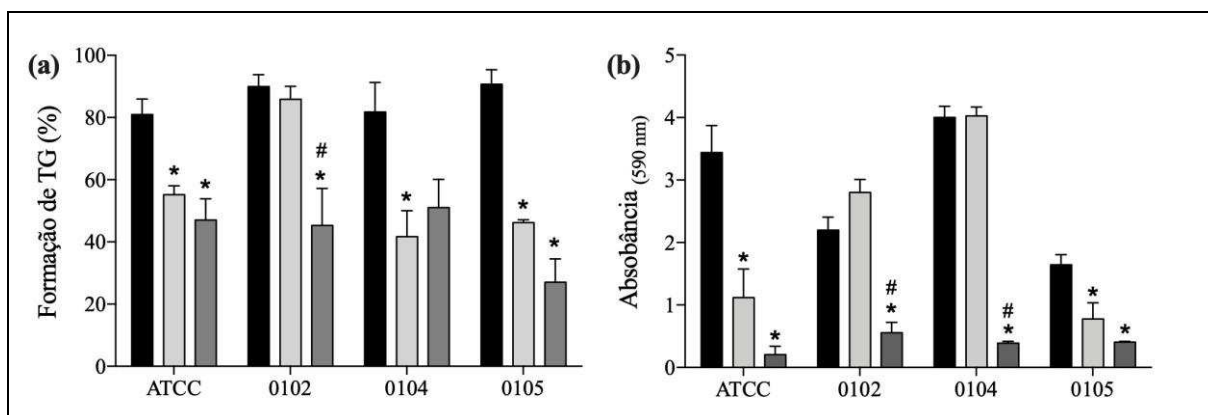 (a)
Formação de TG (%)
100
80
60
40
20
0
* * # * * * *
ATCC 0102 0104 0105
(b)
Absobância (590 nm)
5
4
3
2
1
0
* * # * # * * *
ATCC 0102 0104 0105